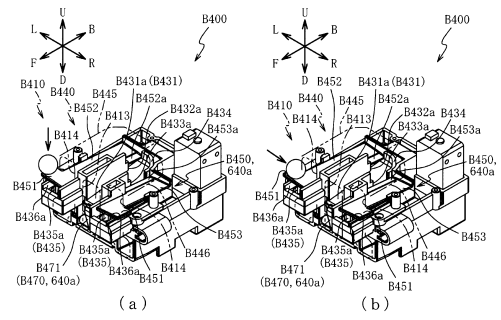 U
L
B
B400
F
R
D
B410
B440
B445
B431a (B431)
B452
B413
B452a
B432a
B434
B414
B433a
B453a
B450,
640a
B451
B436a
B435a
(B435)
B453
B446
B471
(B470, 640a)
B435a
(B435)
B414
B436a
B451
(a)
U
L
B
B400
F
R
D
B452
B431a (B431)
B440
B445
B452a
B410
B413
B432a
B434
B414
B433a
B453a
B450,
640a
B451
B436a
B435a
(B435)
B453
B446
B471
(B470, 640a)
B435a
(B435)
B414
B436a
B451
(b)